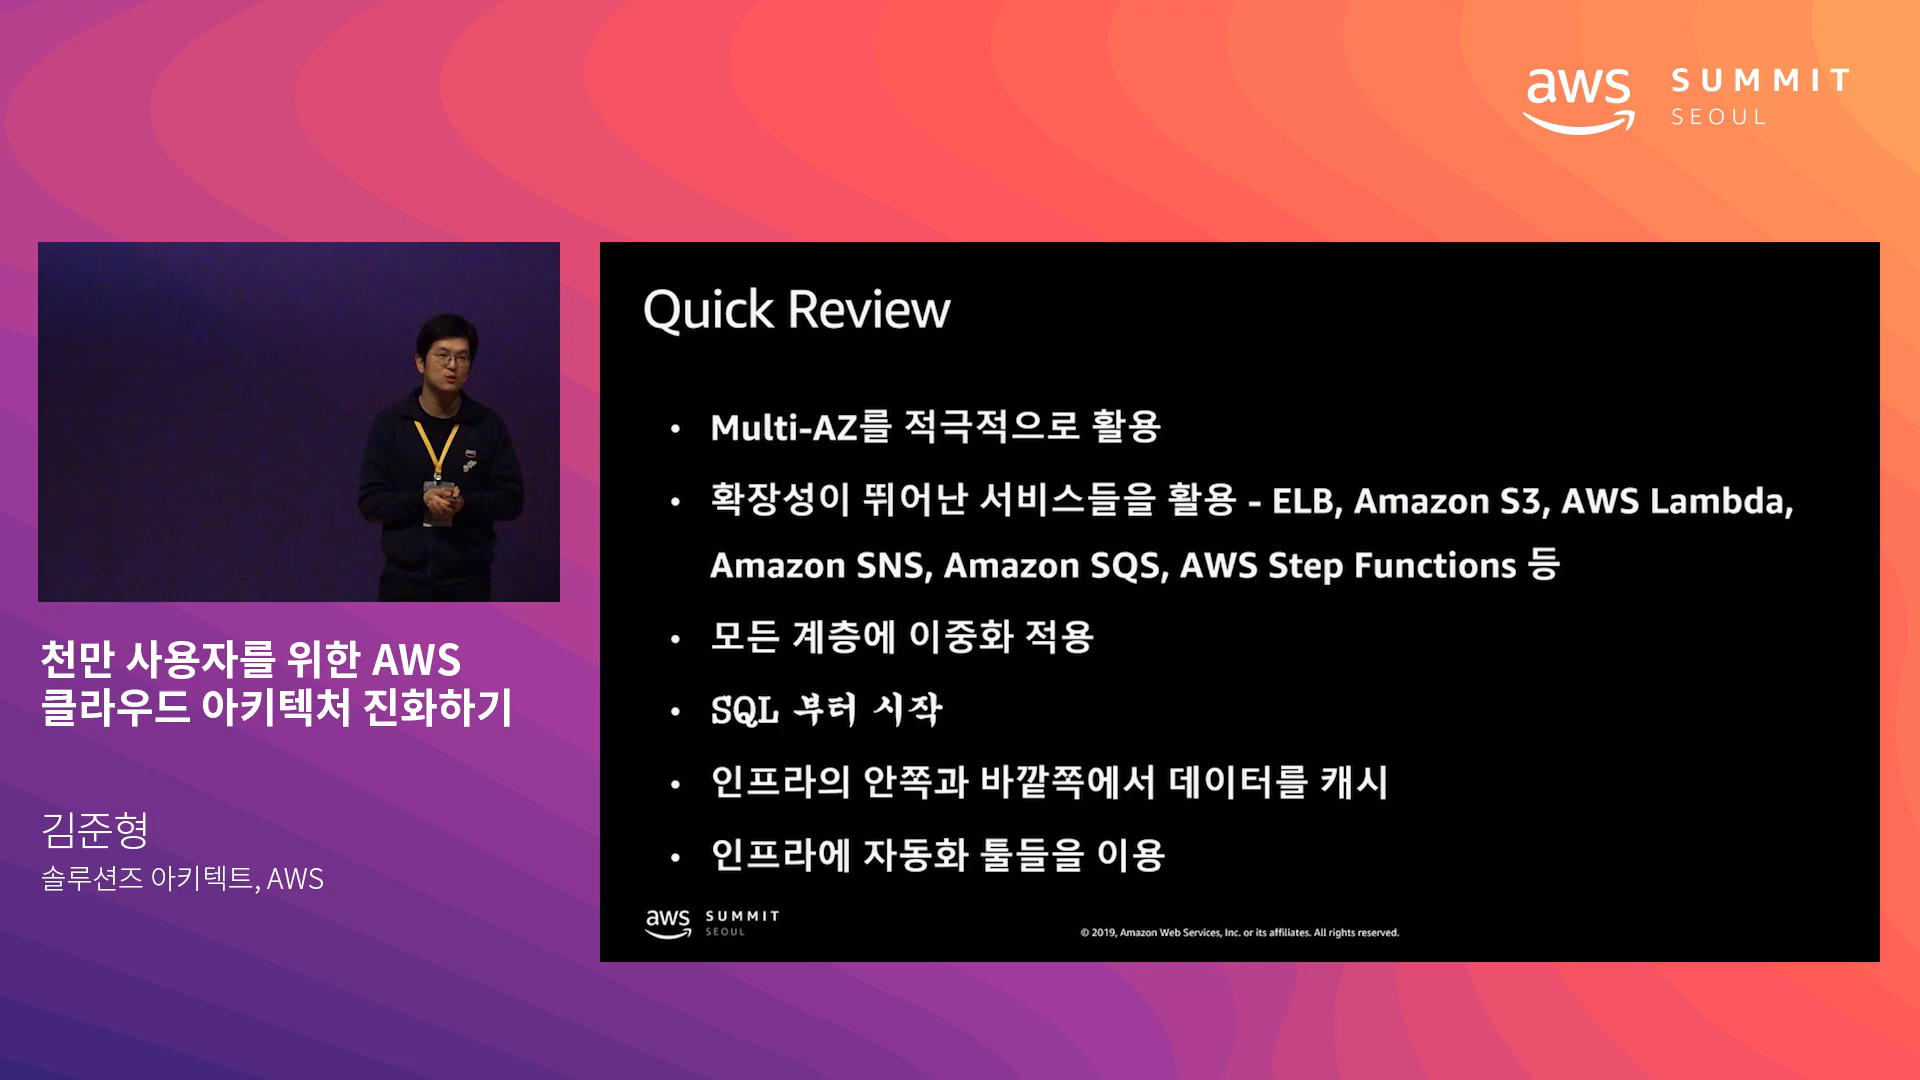 aws SUMMIT
SEOUL
Quick Review
• Multi-AZ를 적극적으로 활용
• 확장성이 뛰어난 서비스들을 활용 - ELB, Amazon S3, AWS Lambda,
Amazon SNS, Amazon SQS, AWS Step Functions 등
• 모든 계층에 이중화 적용
• SQL 부터 시작
• 인프라의 안쪽과 바깥쪽에서 데이터를 캐시
• 인프라에 자동화 툴들을 이용
aws SUMMIT
SEOUL
© 2019, Amazon Web Services, Inc. or its affiliates. All rights reserved.
천만 사용자를 위한 AWS
클라우드 아키텍처 진화하기
김준형
솔루션즈 아키텍트, AWS